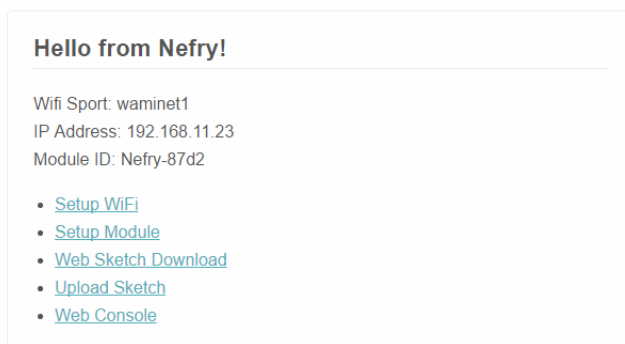 Hello from Nefry!
Wifi Sport: waminet1
IP Address: 192.168.11.23
Module ID: Nefry-87d2
Setup WiFi
Setup Module
Web Sketch Download
Upload Sketch
Web Console